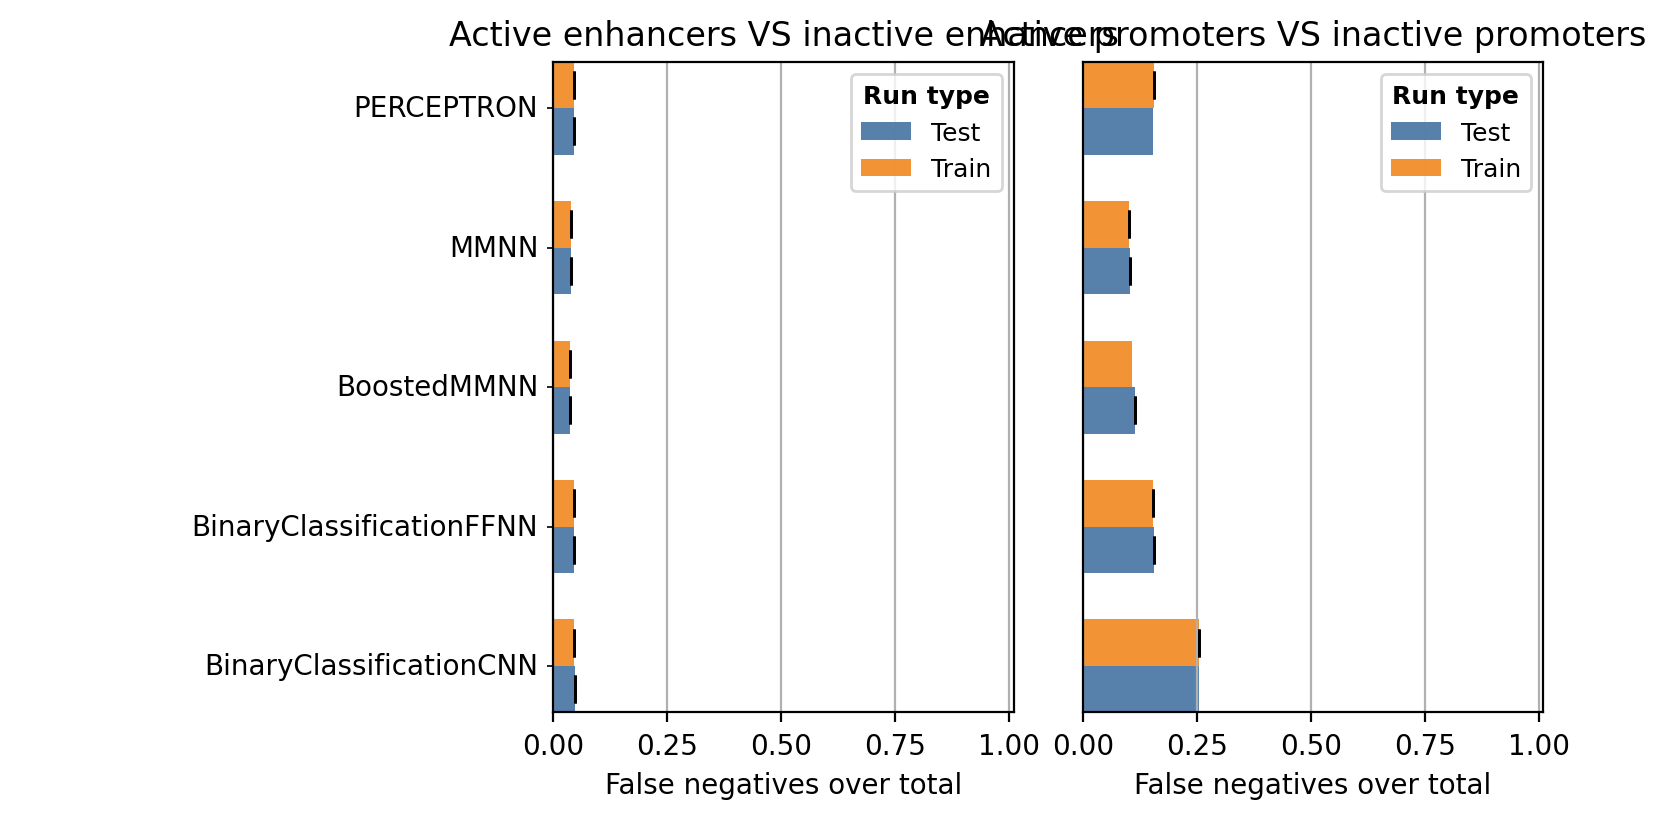 Active enhancers VS inactive enhancers
Active promoters VS inactive promoters
PERCEPTRON
MMNN
BoostedMMNN
BinaryClassificationFFNN
BinaryClassificationCNN
Run type
Test
Train
Run type
Test
Train
0.00 0.25 0.50 0.75 1.00
0.00 0.25 0.50 0.75 1.00
False negatives over total
False negatives over total